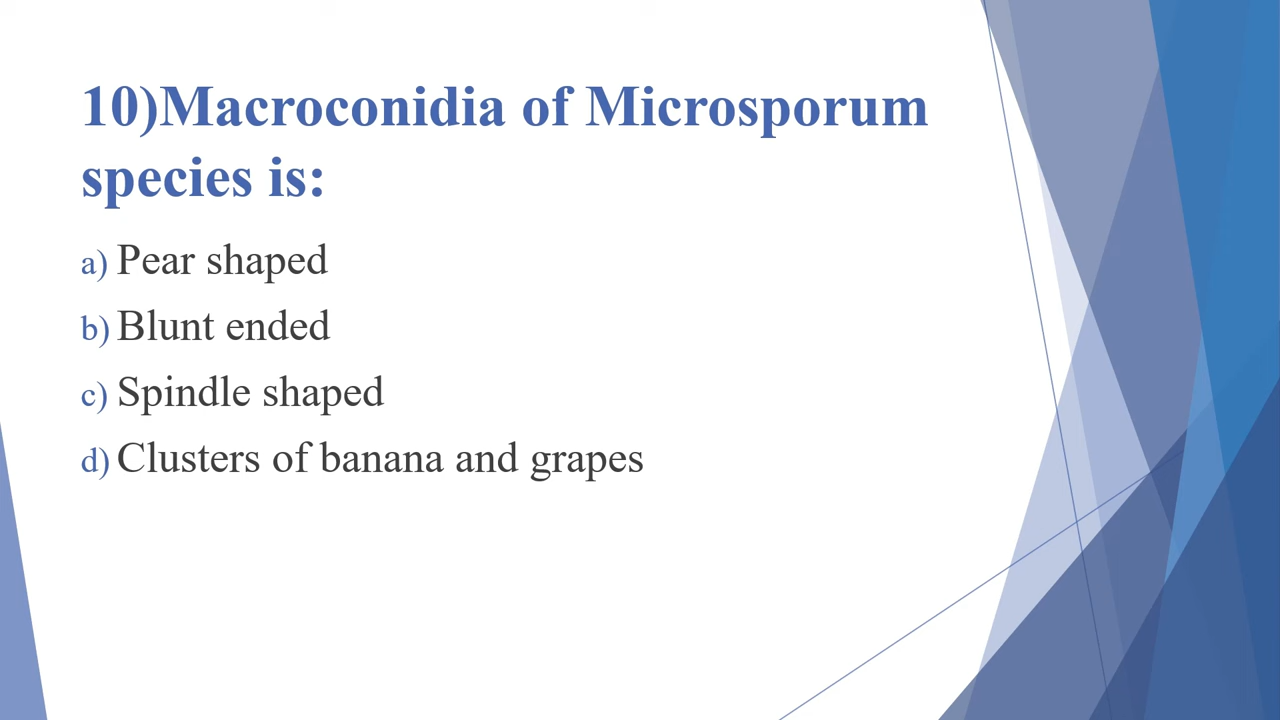 10)Macroconidia of Microsporum
species is:
a) Pear shaped
b) Blunt ended
c) Spindle shaped
d) Clusters of banana and grapes